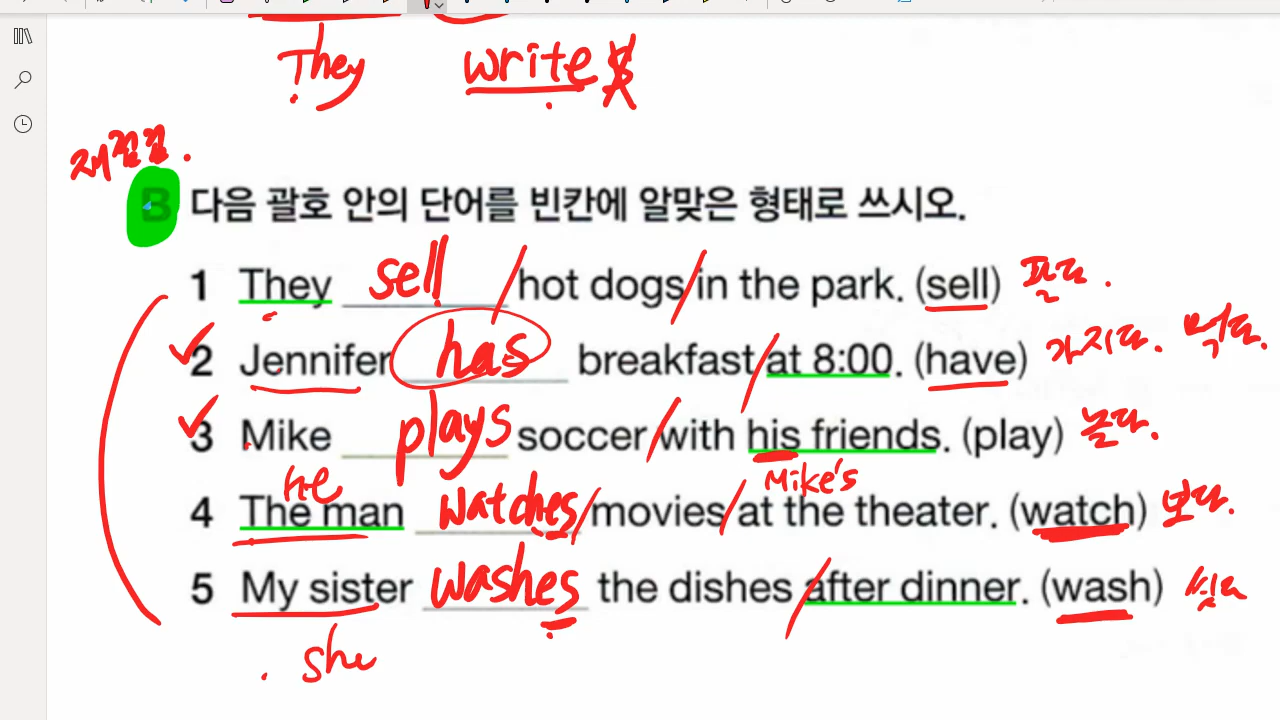 They write
재점검.
B 다음 괄호 안의 단어를 빈칸에 알맞은 형태로 쓰시오.
1 They sell hot dogs in the park. (sell) 팔다.
2 Jennifer has breakfast at 8:00. (have) 가지다. 먹다.
3 Mike plays soccer with his friends. (play) 놀다.
He Mike's
4 The man watches movies at the theater. (watch) 보다.
5 My sister washes the dishes after dinner. (wash) 씻다
she